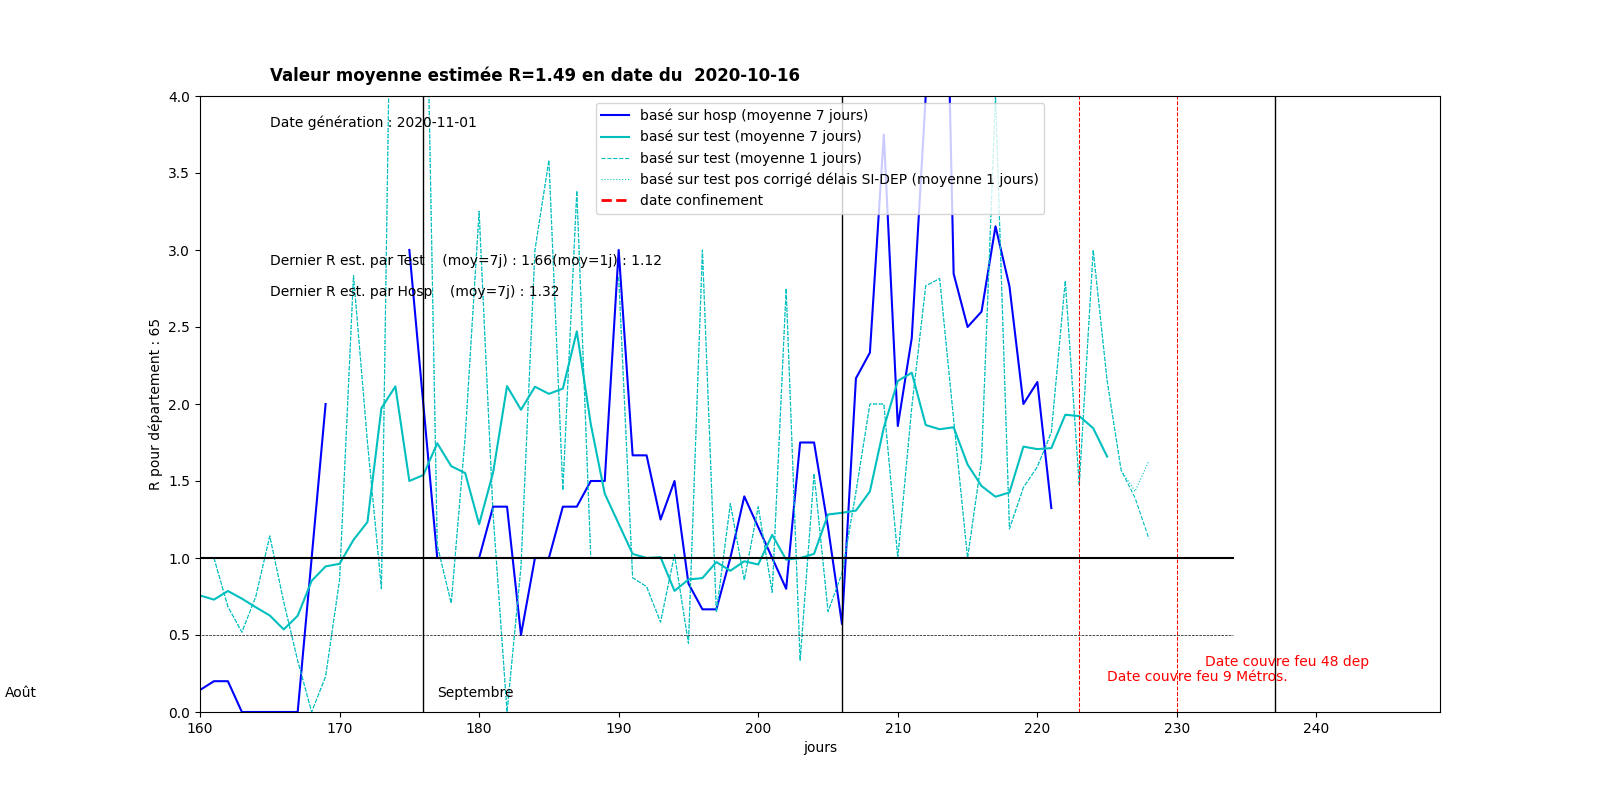 Valeur moyenne estimée R=1.49 en date du  2020-10-16
Date génération : 2020-11-01
basé sur hosp (moyenne 7 jours)
basé sur test (moyenne 7 jours)
basé sur test (moyenne 1 jours)
basé sur test pos corrigé délais SI-DEP (moyenne 1 jours)
date confinement
Dernier R est. par Test    (moy=7j) : 1.66(moy=1j) : 1.12
Dernier R est. par Hosp    (moy=7j) : 1.32
R pour département : 65
4.0
3.5
3.0
2.5
2.0
1.5
1.0
0.5
0.0
Date couvre feu 48 dep
Date couvre feu 9 Métros.
Août
Septembre
160 170 180 190 200 210 220 230 240
jours